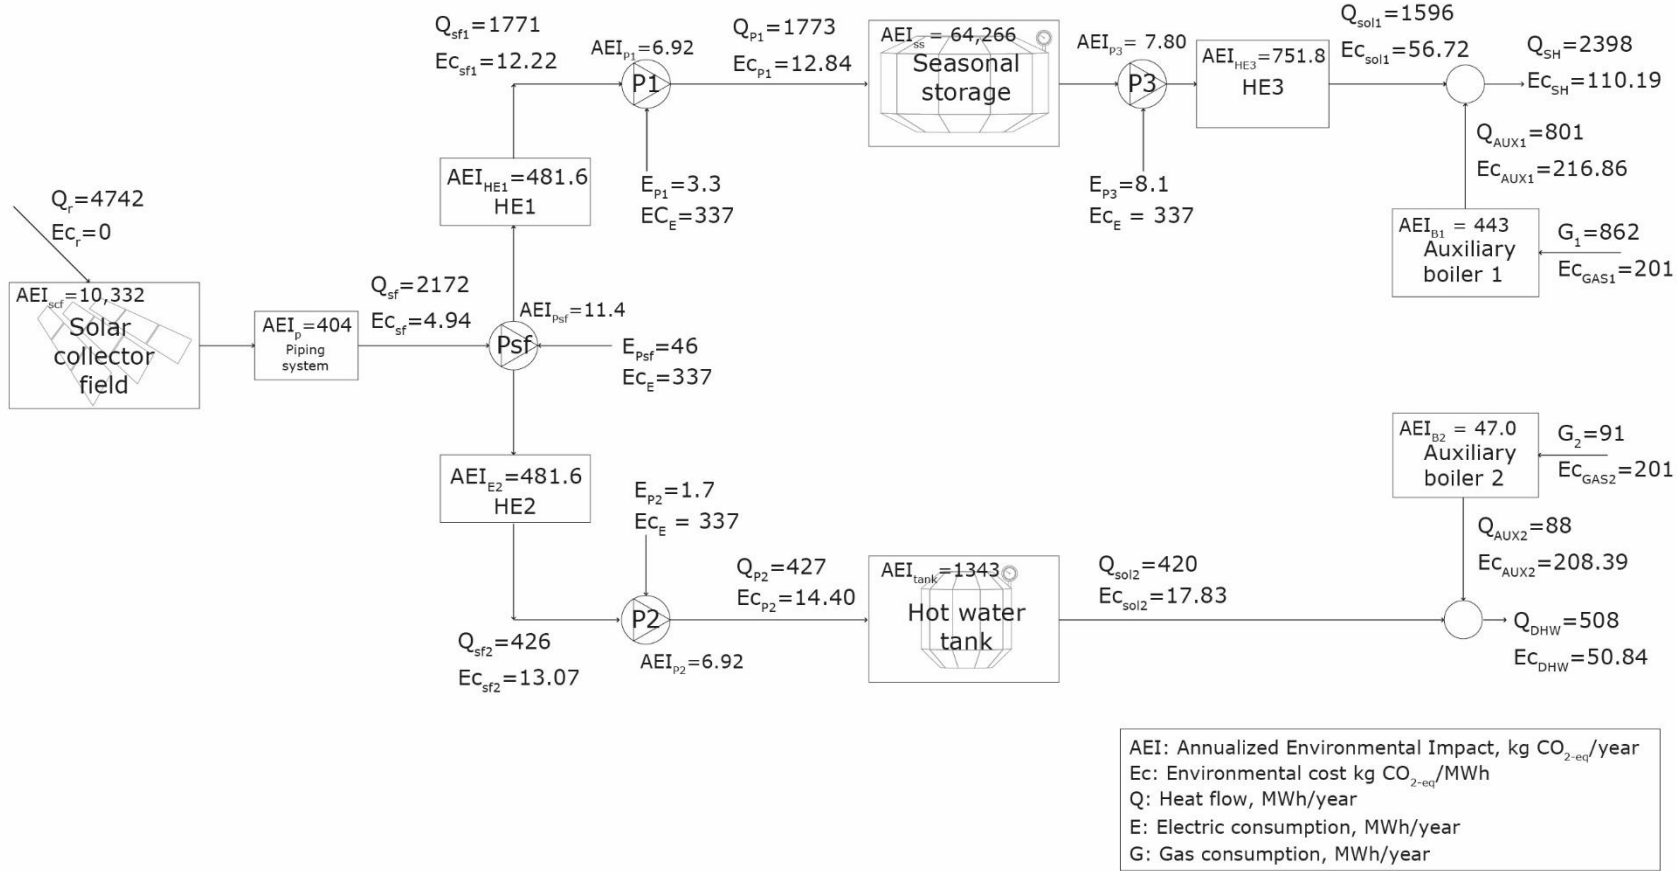 Q_sf1=1771
Ec_sf1=12.22
AEI_P1=6.92
P1
Q_P1=1773
Ec_P1=12.84
AEI_ss = 64,266
Seasonal
storage
AEI_P3= 7.80
P3
AEI_HE3=751.8
HE3
Q_sol1=1596
Ec_sol1=56.72
Q_SH=2398
Ec_SH=110.19
Q_AUX1=801
Ec_AUX1=216.86
E_P1=3.3
EC_E=337
E_P3=8.1
Ec_E = 337
AEI_HE1=481.6
HE1
AEI_B1 = 443
Auxiliary
boiler 1
G_1=862
Ec_GAS1=201
Q_r=4742
Ec_r=0
AEI_scf=10,332
Solar
collector
field
AEI_p=404
Piping
system
Q_sf=2172
Ec_sf=4.94
AEI_Psf=11.4
Psf
E_Psf=46
Ec_E=337
AEI_E2=481.6
HE2
E_P2=1.7
Ec_E = 337
AEI_B2 = 47.0
Auxiliary
boiler 2
G_2=91
Ec_GAS2=201
Q_AUX2=88
Ec_AUX2=208.39
Q_sf2=426
Ec_sf2=13.07
P2
AEI_P2=6.92
Q_P2=427
Ec_P2=14.40
AEI_tank=1343
Hot water
tank
Q_sol2=420
Ec_sol2=17.83
Q_DHW=508
Ec_DHW=50.84
AEI: Annualized Environmental Impact, kg CO_2-eq/year
Ec: Environmental cost kg CO_2-eq/MWh
Q: Heat flow, MWh/year
E: Electric consumption, MWh/year
G: Gas consumption, MWh/year